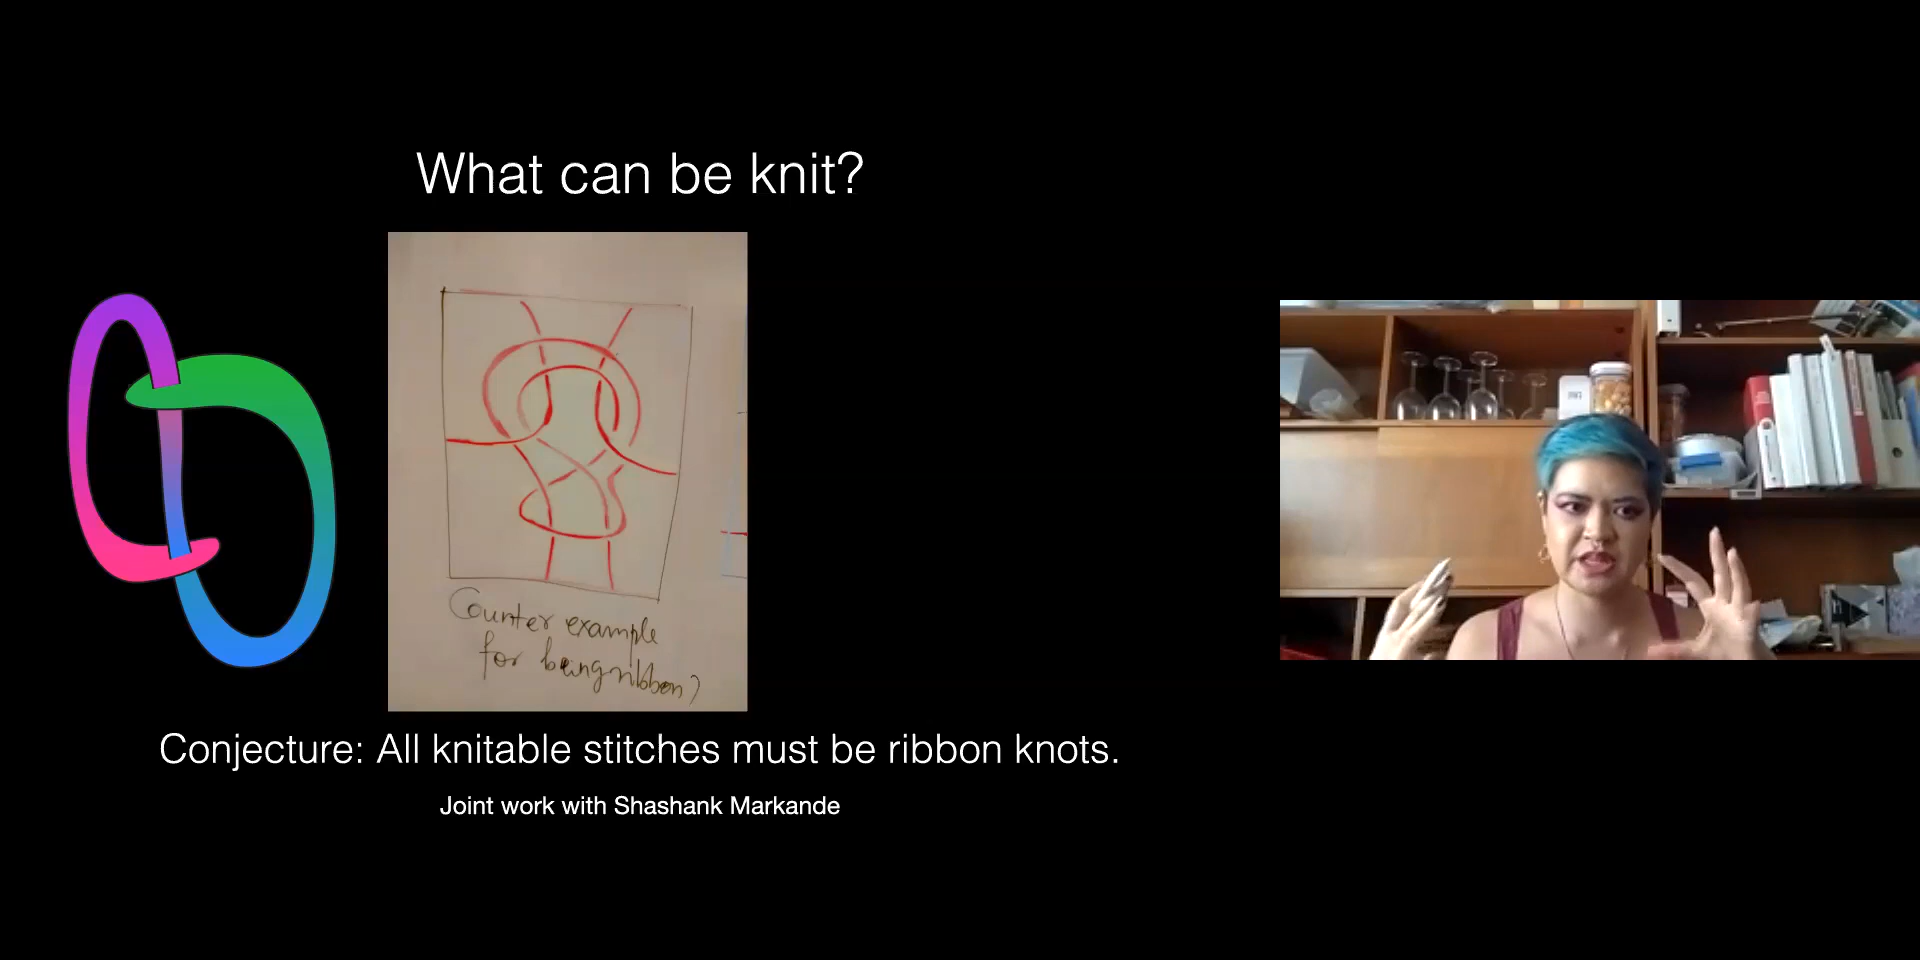 What can be knit?
Counter example
for being ribbon?
Conjecture: All knitable stitches must be ribbon knots.
Joint work with Shashank Markande